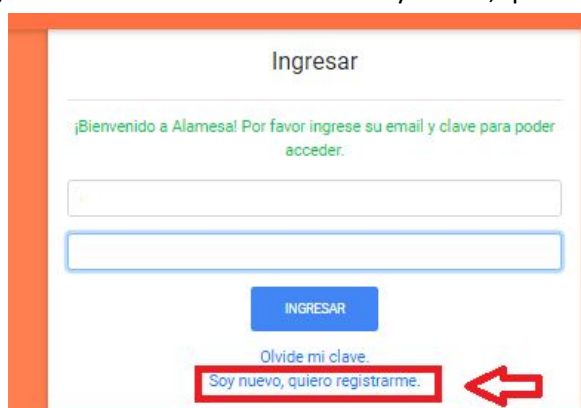 Ingresar
¡Bienvenido a Alamesa! Por favor ingrese su email y clave para poder
acceder.
INGRESAR
Olvide mi clave.
Soy nuevo, quiero registrarme.